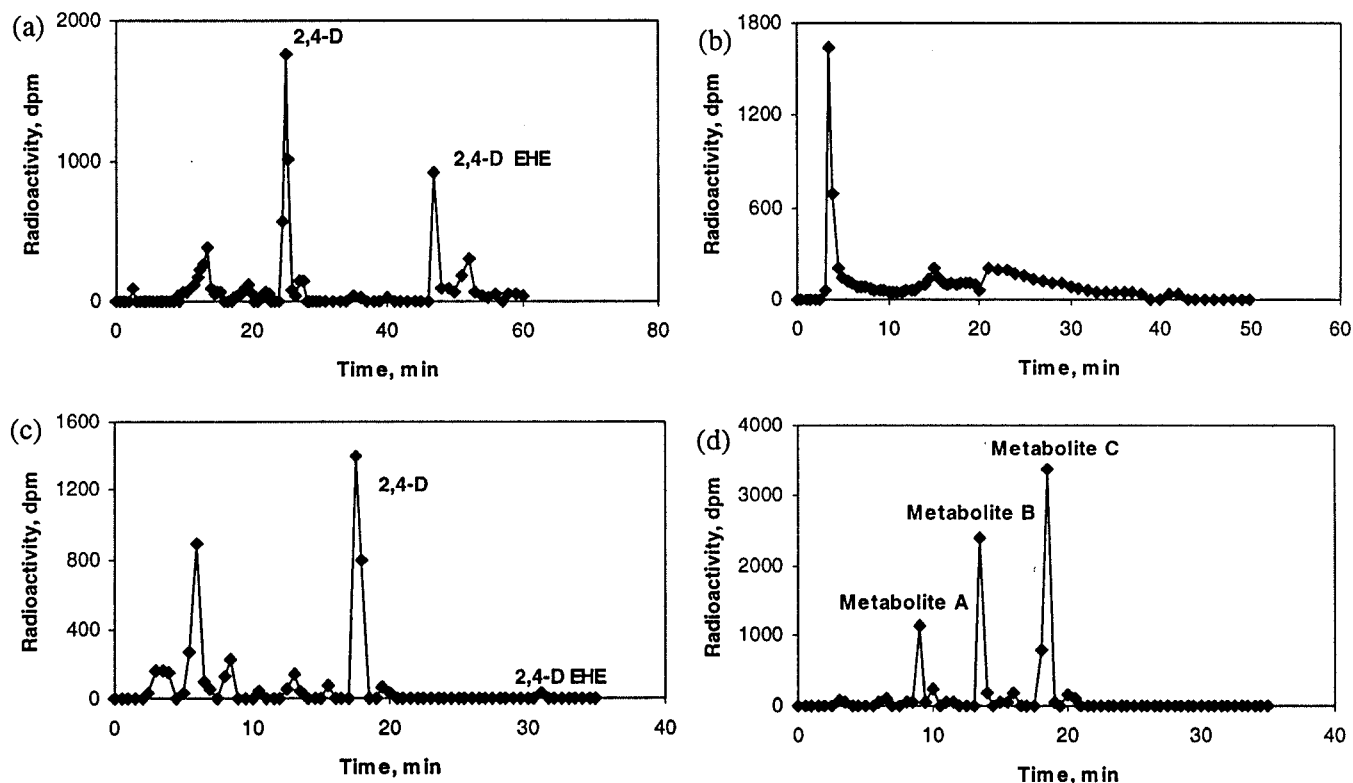 (a)
2000
1000
0
Radioactivity, dpm
2,4-D
2,4-D EHE
0 20 40 60 80
Time, min
(b)
1800
1200
600
0
Radioactivity, dpm
0 10 20 30 40 50 60
Time, min
(c)
1600
1200
800
400
0
Radioactivity, dpm
2,4-D
2,4-D EHE
0 10 20 30 40
Time, min
(d)
4000
3000
2000
1000
0
Radioactivity, dpm
Metabolite C
Metabolite B
Metabolite A
0 10 20 30 40
Time, min